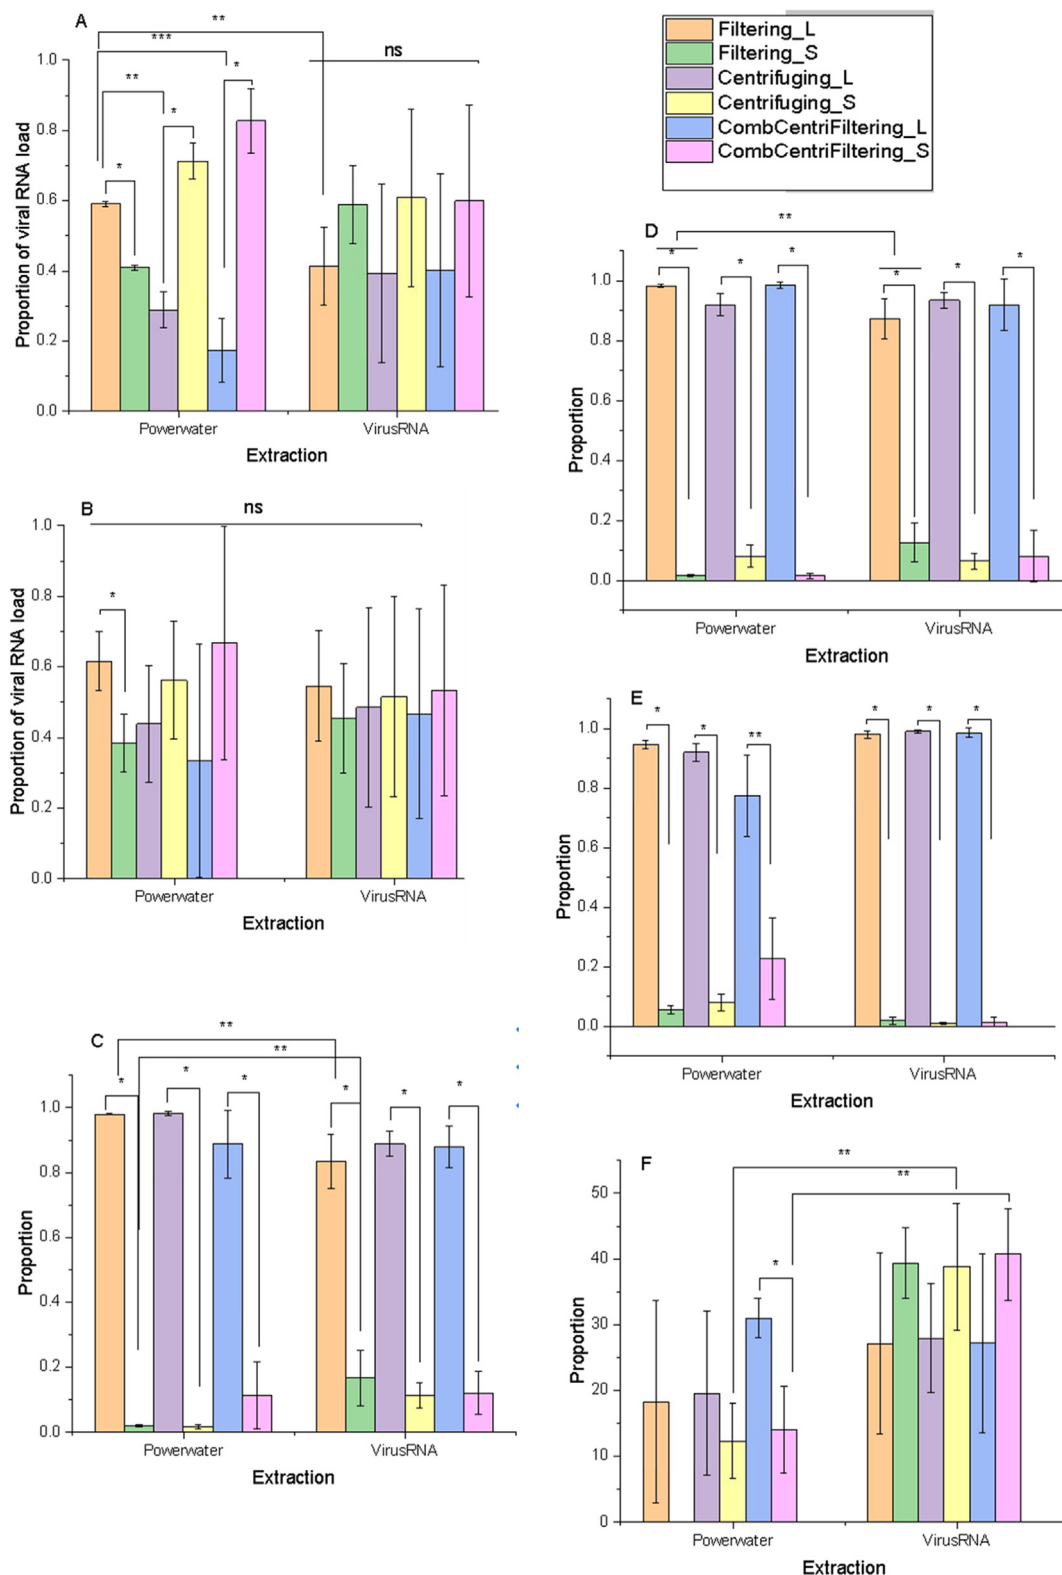 A
**
***
**
*
*
*
ns
Proportion of viral RNA load
1.0
0.8
0.6
0.4
0.2
0.0
Powerwater
VirusRNA
Extraction
Filtering_L
Filtering_S
Centrifuging_L
Centrifuging_S
CombCentriFiltering_L
CombCentriFiltering_S
B
ns
*
Proportion of viral RNA load
1.0
0.8
0.6
0.4
0.2
0.0
Powerwater
VirusRNA
Extraction
C
**
**
*
*
*
*
*
*
Proportion
1.0
0.8
0.6
0.4
0.2
0.0
Powerwater
VirusRNA
Extraction
D
**
*
*
*
*
*
*
Proportion
1.0
0.8
0.6
0.4
0.2
0.0
Powerwater
VirusRNA
Extraction
E
*
*
**
*
*
*
Proportion
1.0
0.8
0.6
0.4
0.2
0.0
Powerwater
VirusRNA
Extraction
F
**
**
*
Proportion
50
40
30
20
10
0
Powerwater
VirusRNA
Extraction